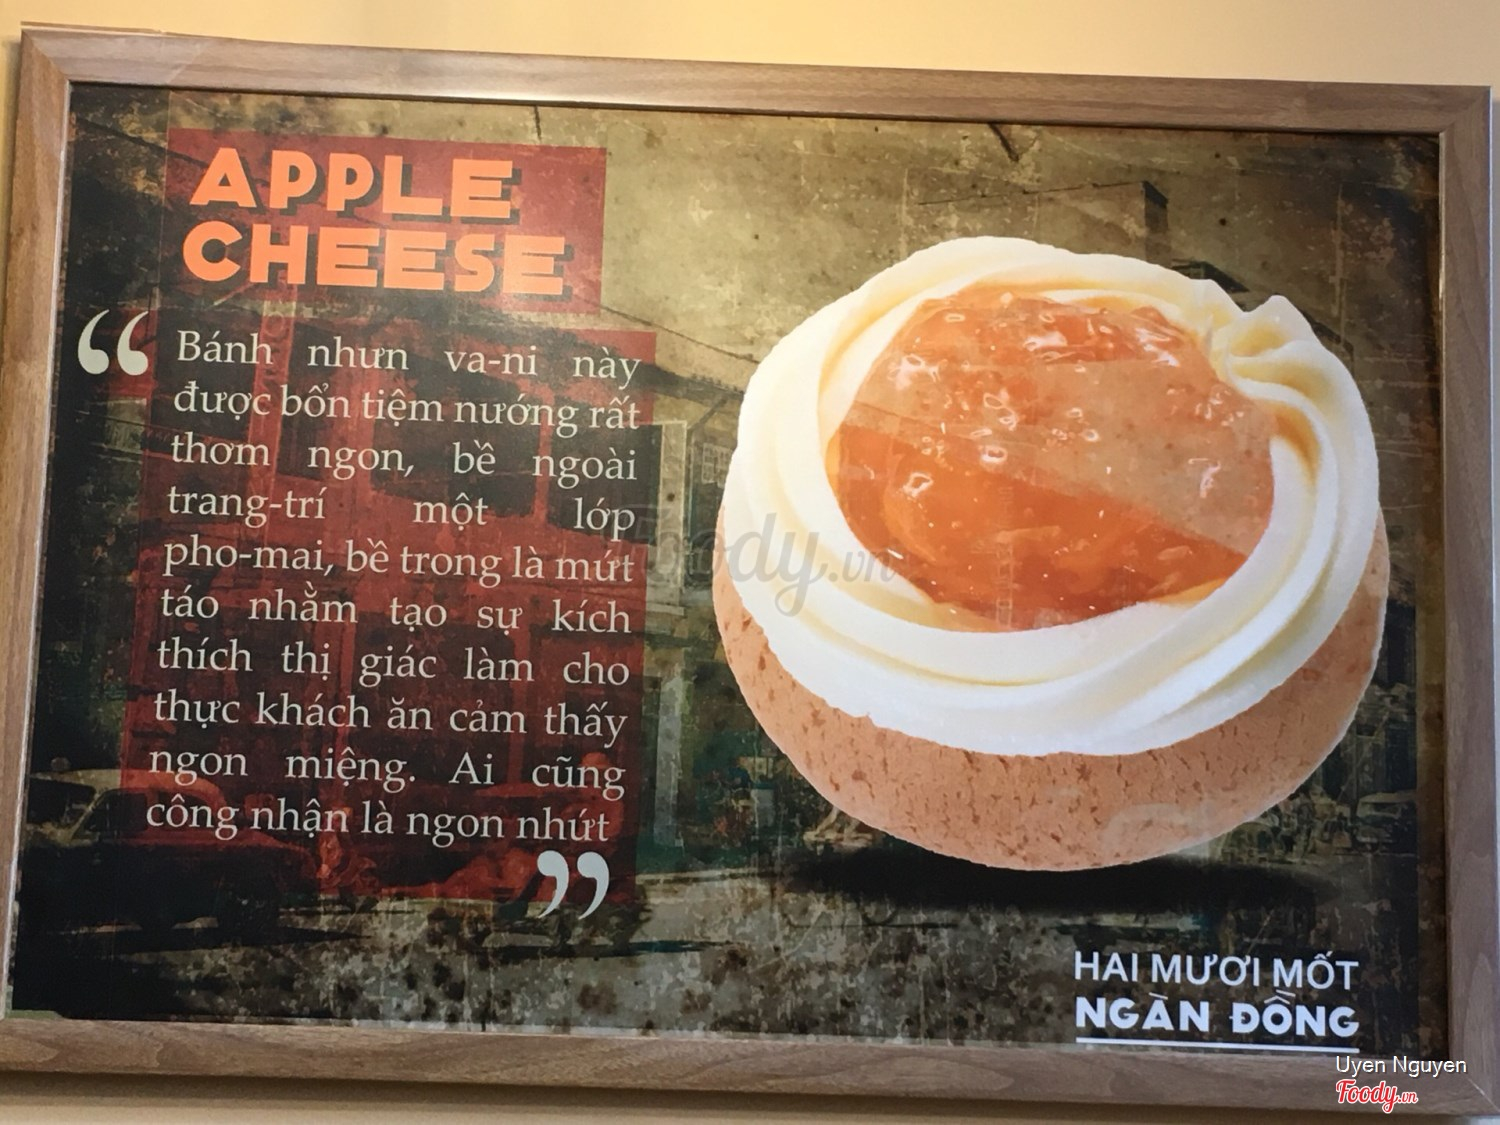 APPLE
CHEESE
“
Bánh nhưn va-ni này
được bổn tiệm nướng rất
thơm ngon, bề ngoài
trang-trí một lớp
pho-mai, bề trong là mứt
táo nhằm tạo sự kích
thích thị giác làm cho
thực khách ăn cảm thấy
ngon miệng. Ai cũng
công nhận là ngon nhứt
”
foody.vn
HAI MƯƠI MỐT
NGÀN ĐỒNG
Uyen Nguyen
Foody.vn